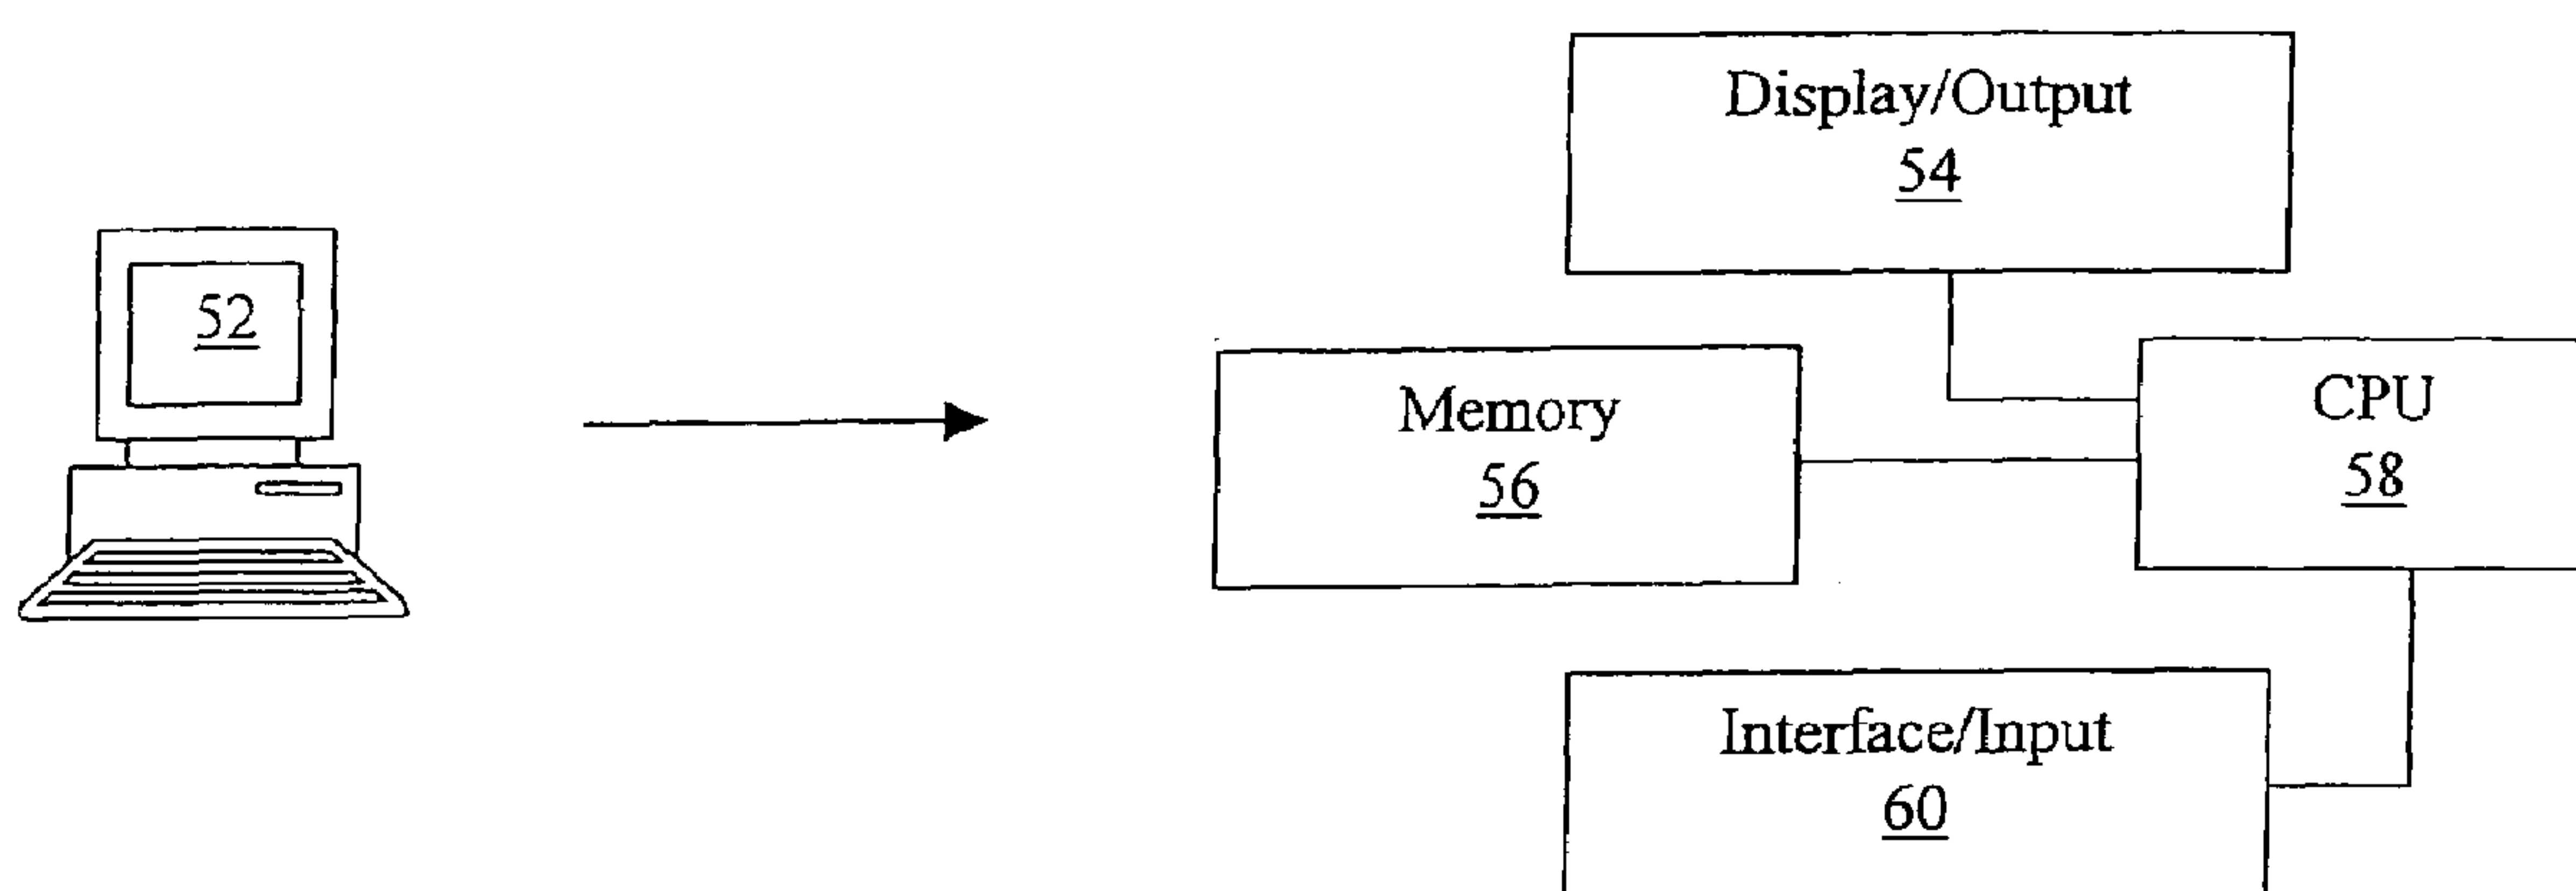 Display/Output
54
52
Memory
56
CPU
58
Interface/Input
60